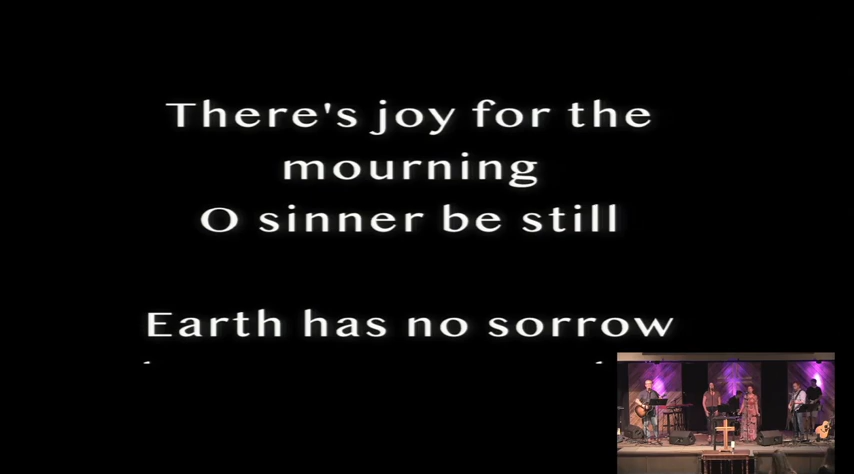 There's joy for the
mourning
O sinner be still
Earth has no sorrow